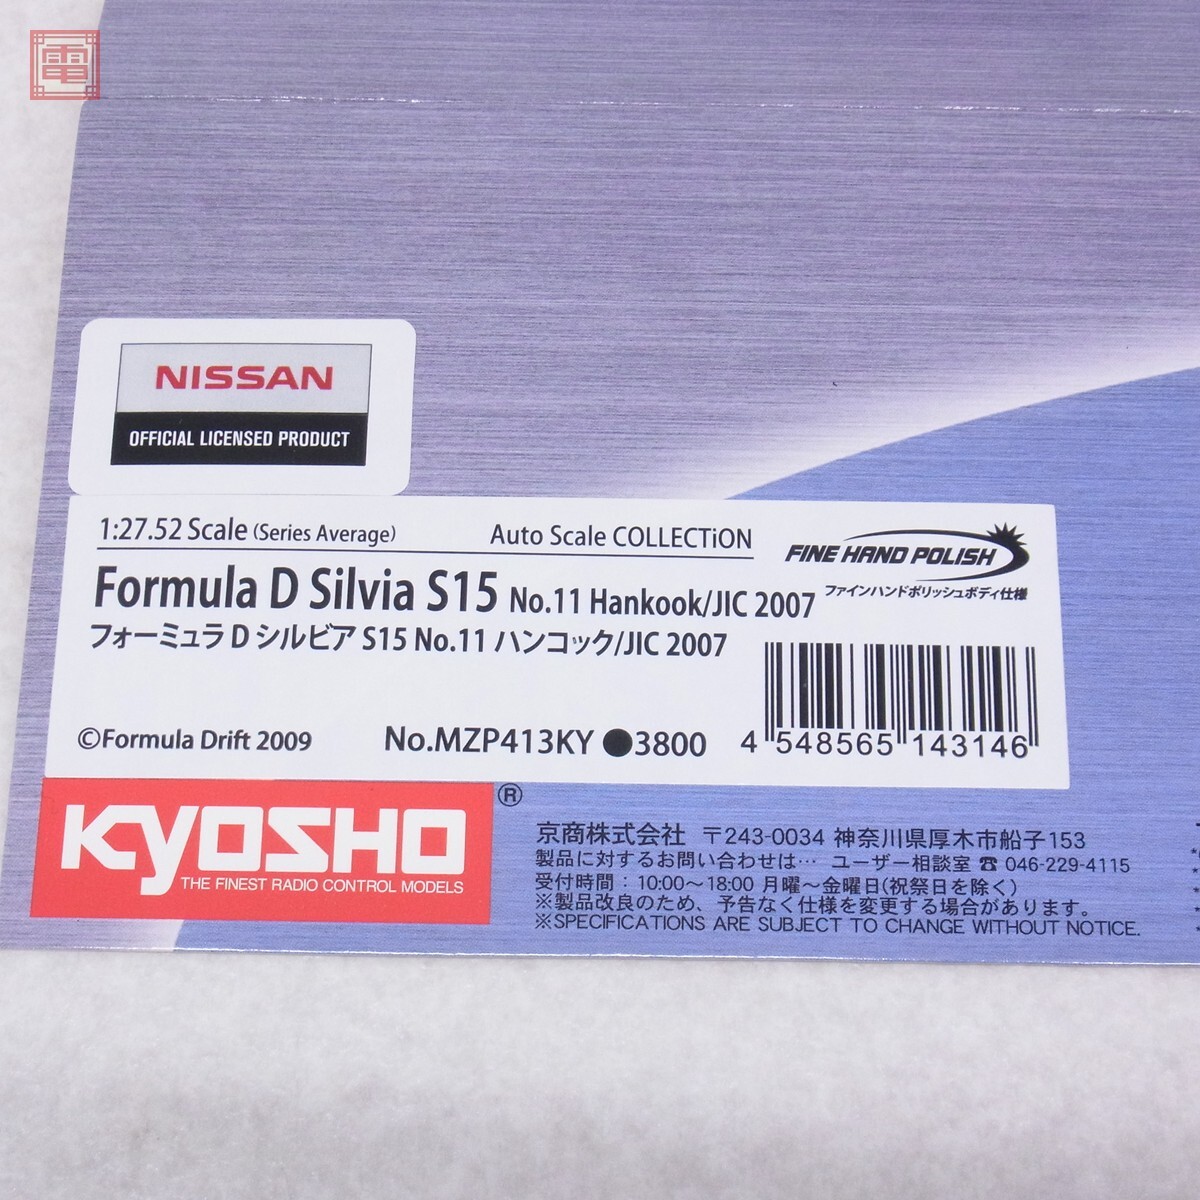 電
NISSAN
OFFICIAL LICENSED PRODUCT
1:27.52 Scale (Series Average) Auto Scale COLLECTiON
FINE HAND POLISH
ファインハンドポリッシュボディ仕様
Formula D Silvia S15 No.11 Hankook/JIC 2007
フォーミュラ D シルビア S15 No.11 ハンコック/JIC 2007
©Formula Drift 2009 No.MZP413KY ●3800
4 548565 143146
KYOSHO ®
THE FINEST RADIO CONTROL MODELS
京商株式会社 〒243-0034 神奈川県厚木市船子153
製品に対するお問い合わせは… ユーザー相談室 ☎ 046-229-4115
受付時間：10:00～18:00 月曜～金曜日(祝祭日を除く)
※製品改良のため、予告なく仕様を変更する場合があります。
※SPECIFICATIONS ARE SUBJECT TO CHANGE WITHOUT NOTICE.